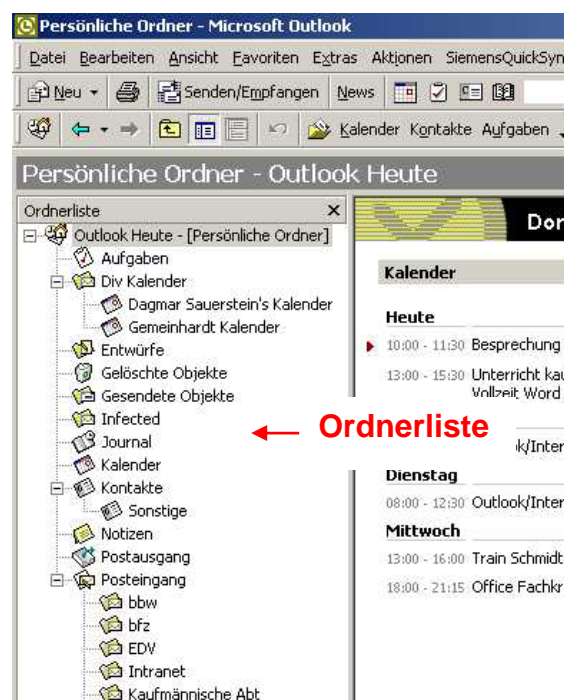 Persönliche Ordner - Microsoft Outlook
Datei Bearbeiten Ansicht Favoriten Extras Aktionen SiemensQuickSyn
Neu Senden/Empfangen News
Kalender Kontakte Aufgaben
Persönliche Ordner - Outlook Heute
Ordnerliste X
Outlook Heute - [Persönliche Ordner]
Aufgaben
Div Kalender
Dagmar Sauerstein's Kalender
Gemeinhardt Kalender
Entwürfe
Gelöschte Objekte
Gesendete Objekte
Infected
Journal
Kalender
Kontakte
Sonstige
Notizen
Postausgang
Posteingang
bbw
bfz
EDV
Intranet
Kaufmännische Abt
Ordnerliste
Dor
Kalender
Heute
10:00 - 11:30 Besprechung
13:00 - 15:30 Unterricht kau
Vollzeit Word
k/Inter
Dienstag
08:00 - 12:30 Outlook/Inter
Mittwoch
13:00 - 16:00 Train Schmidt
18:00 - 21:15 Office Fachkr